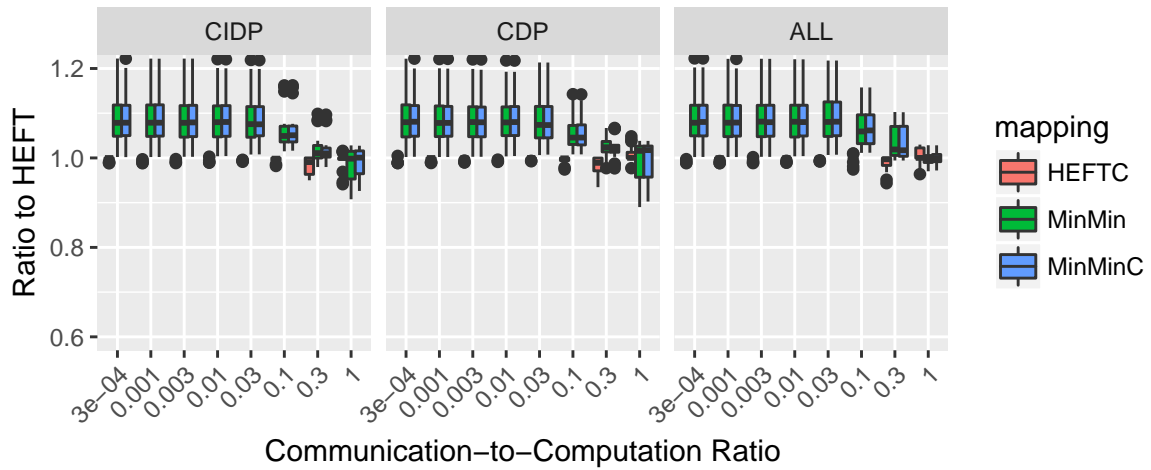 CIDP CDP ALL
1.2
1.0
0.8
0.6
Ratio to HEFT
3e−04 0.001 0.003 0.01 0.03 0.1 0.3 1 3e−04 0.001 0.003 0.01 0.03 0.1 0.3 1 3e−04 0.001 0.003 0.01 0.03 0.1 0.3 1
Communication−to−Computation Ratio
mapping
HEFTC
MinMin
MinMinC